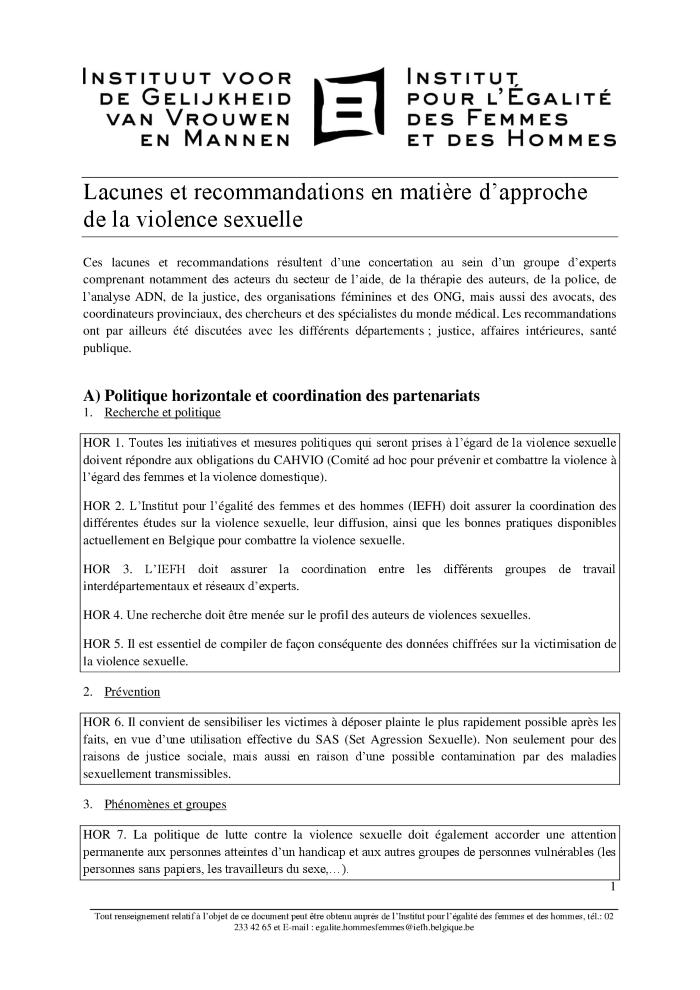 INSTITUUT VOOR
DE GELIJKHEID
VAN VROUWEN
EN MANNEN
INSTITUT
POUR L'ÉGALITÉ
DES FEMMES
ET DES HOMMES
Lacunes et recommandations en matière d'approche
de la violence sexuelle
Ces lacunes et recommandations résultent d'une concertation au sein d'un groupe d'experts
comprenant notamment des acteurs du secteur de l'aide, de la thérapie des auteurs, de la police, de
l'analyse ADN, de la justice, des organisations féminines et des ONG, mais aussi des avocats, des
coordinateurs provinciaux, des chercheurs et des spécialistes du monde médical. Les recommandations
ont par ailleurs été discutées avec les différents départements ; justice, affaires intérieures, santé
publique.
A) Politique horizontale et coordination des partenariats
1. Recherche et politique
HOR 1. Toutes les initiatives et mesures politiques qui seront prises à l'égard de la violence sexuelle
doivent répondre aux obligations du CAHVIO (Comité ad hoc pour prévenir et combattre la violence à
l'égard des femmes et la violence domestique).
HOR 2. L'Institut pour l'égalité des femmes et des hommes (IEFH) doit assurer la coordination des
différentes études sur la violence sexuelle, leur diffusion, ainsi que les bonnes pratiques disponibles
actuellement en Belgique pour combattre la violence sexuelle.
HOR 3. L'IEFH doit assurer la coordination entre les différents groupes de travail
interdépartementaux et réseaux d'experts.
HOR 4. Une recherche doit être menée sur le profil des auteurs de violences sexuelles.
HOR 5. Il est essentiel de compiler de façon conséquente des données chiffrées sur la victimisation de
la violence sexuelle.
2. Prévention
HOR 6. Il convient de sensibiliser les victimes à déposer plainte le plus rapidement possible après les
faits, en vue d'une utilisation effective du SAS (Set Agression Sexuelle). Non seulement pour des
raisons de justice sociale, mais aussi en raison d'une possible contamination par des maladies
sexuellement transmissibles.
3. Phénomènes et groupes
HOR 7. La politique de lutte contre la violence sexuelle doit également accorder une attention
permanente aux personnes atteintes d'un handicap et aux autres groupes de personnes vulnérables (les
personnes sans papiers, les travailleurs du sexe,…).
1
Tout renseignement relatif à l'objet de ce document peut être obtenu auprès de l'Institut pour l'égalité des femmes et des hommes, tél.: 02
233 42 65 et E-mail : egalite.hommesfemmes@iefh.belgique.be